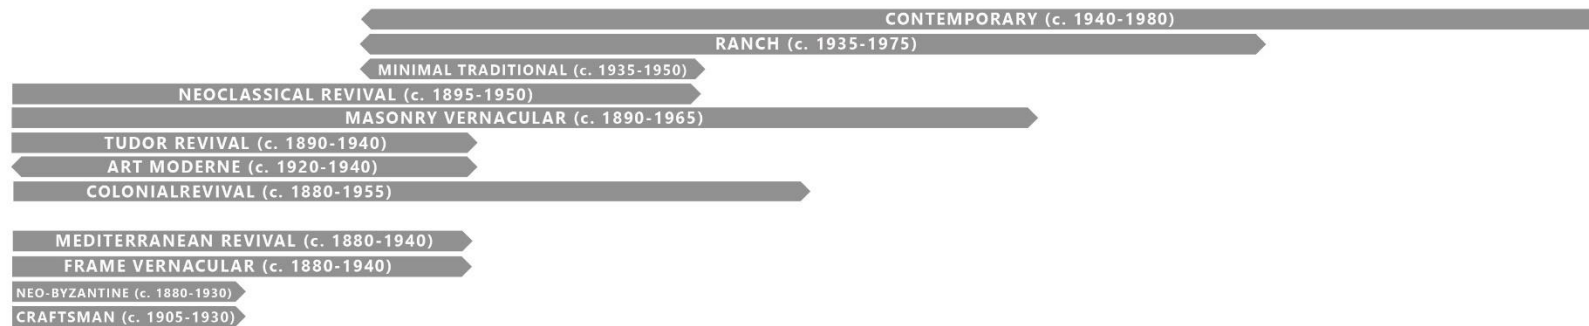 CONTEMPORARY (c. 1940-1980)
RANCH (c. 1935-1975)
MINIMAL TRADITIONAL (c. 1935-1950)
NEOCLASSICAL REVIVAL (c. 1895-1950)
MASONRY VERNACULAR (c. 1890-1965)
TUDOR REVIVAL (c. 1890-1940)
ART MODERNE (c. 1920-1940)
COLONIALREVIVAL (c. 1880-1955)
MEDITERRANEAN REVIVAL (c. 1880-1940)
FRAME VERNACULAR (c. 1880-1940)
NEO-BYZANTINE (c. 1880-1930)
CRAFTSMAN (c. 1905-1930)